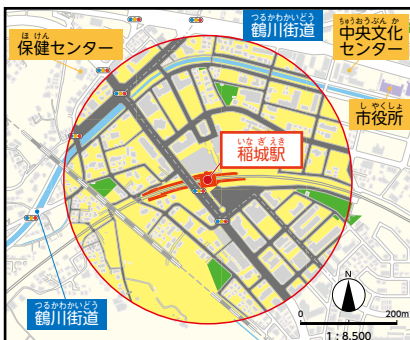 つるかわかいどう
鶴川街道
ほけん
保健センター
ちゅうおうぶんか
中央文化
センター
しやくしょ
市役所
いなぎえき
稲城駅
つるかわかいどう
鶴川街道
N
0 200m
1 : 8,500